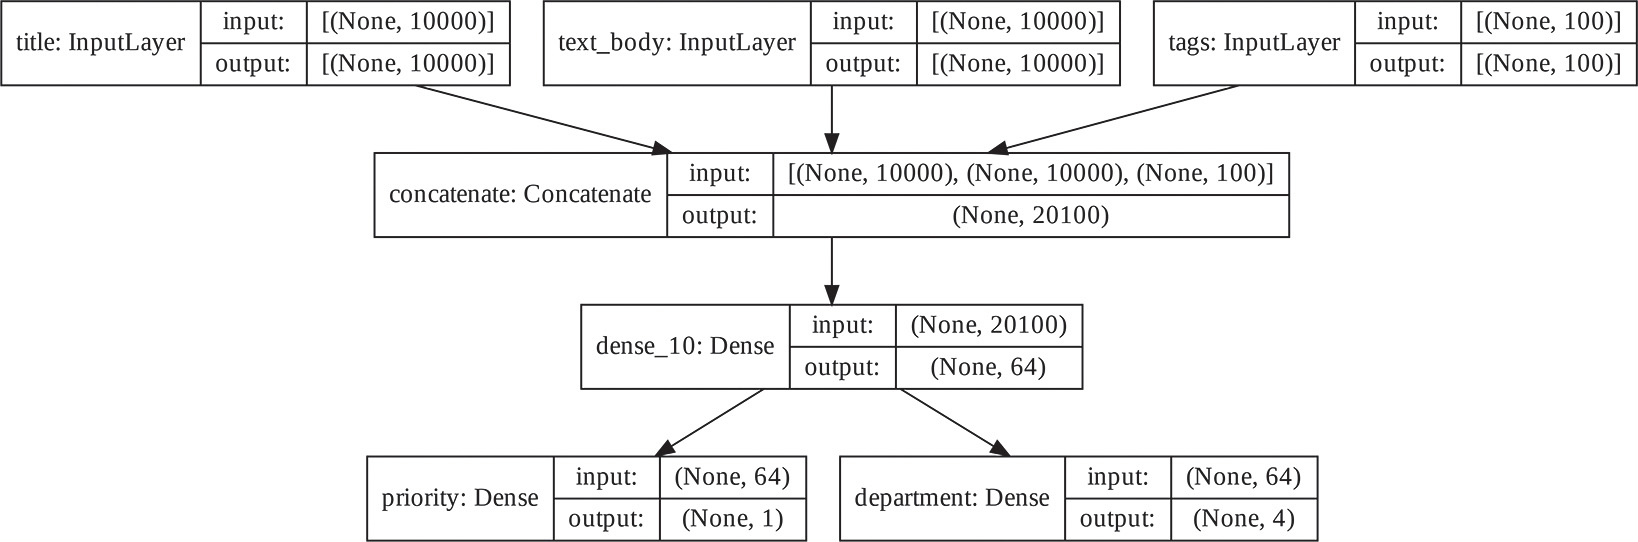 title: InputLayer
input: [(None, 10000)]
output: [(None, 10000)]
text_body: InputLayer
input: [(None, 10000)]
output: [(None, 10000)]
tags: InputLayer
input: [(None, 100)]
output: [(None, 100)]
concatenate: Concatenate
input: [(None, 10000), (None, 10000), (None, 100)]
output: (None, 20100)
dense_10: Dense
input: (None, 20100)
output: (None, 64)
priority: Dense
input: (None, 64)
output: (None, 1)
department: Dense
input: (None, 64)
output: (None, 4)